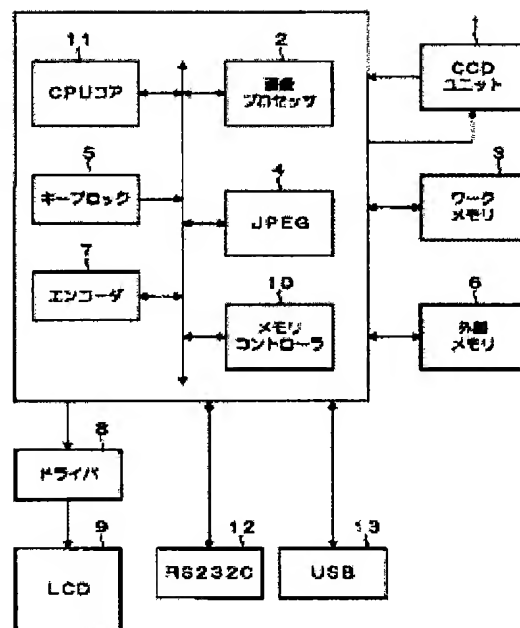 11
CPUコア
2
画像
プロセッサ
1
CCD
ユニット
5
キーブロック
4
JPEG
3
ワーク
メモリ
7
エンコーダ
10
メモリ
コントローラ
6
外部
メモリ
8
ドライバ
9
LCD
12
RS232C
13
USB